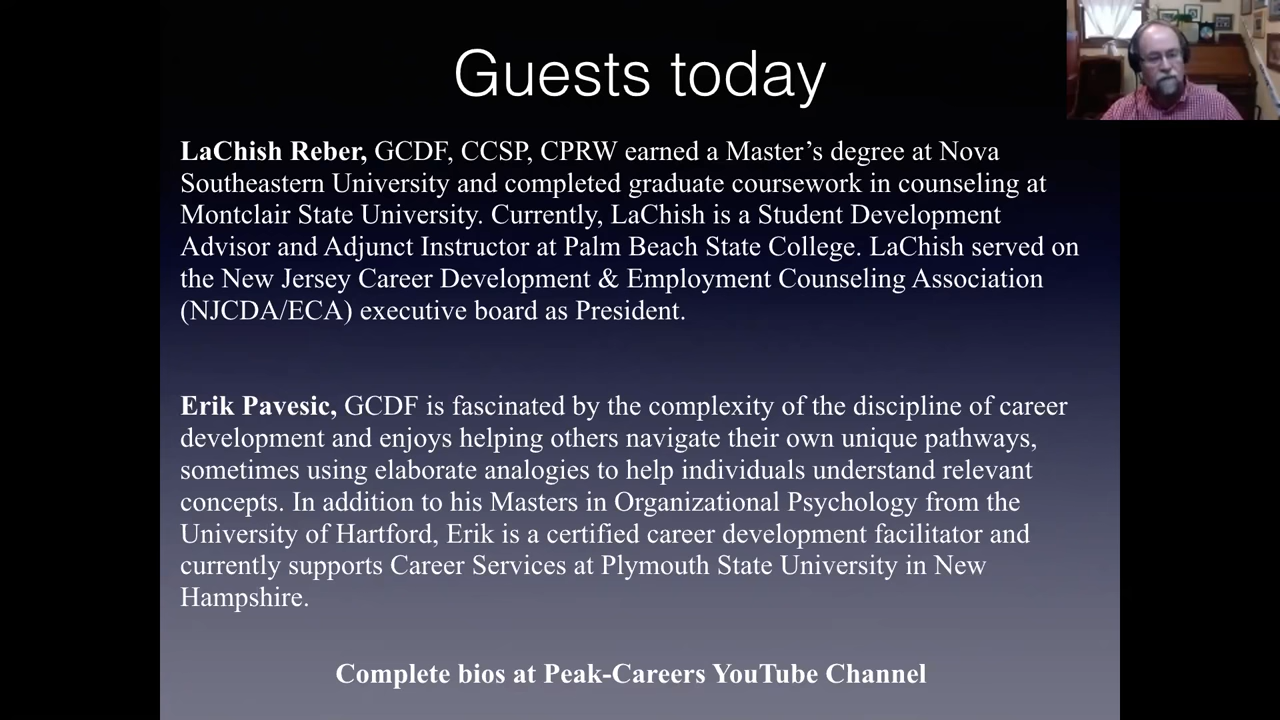 Guests today
LaChish Reber, GCDF, CCSP, CPRW earned a Master’s degree at Nova
Southeastern University and completed graduate coursework in counseling at
Montclair State University. Currently, LaChish is a Student Development
Advisor and Adjunct Instructor at Palm Beach State College. LaChish served on
the New Jersey Career Development & Employment Counseling Association
(NJCDA/ECA) executive board as President.
Erik Pavesic, GCDF is fascinated by the complexity of the discipline of career
development and enjoys helping others navigate their own unique pathways,
sometimes using elaborate analogies to help individuals understand relevant
concepts. In addition to his Masters in Organizational Psychology from the
University of Hartford, Erik is a certified career development facilitator and
currently supports Career Services at Plymouth State University in New
Hampshire.
Complete bios at Peak-Careers YouTube Channel